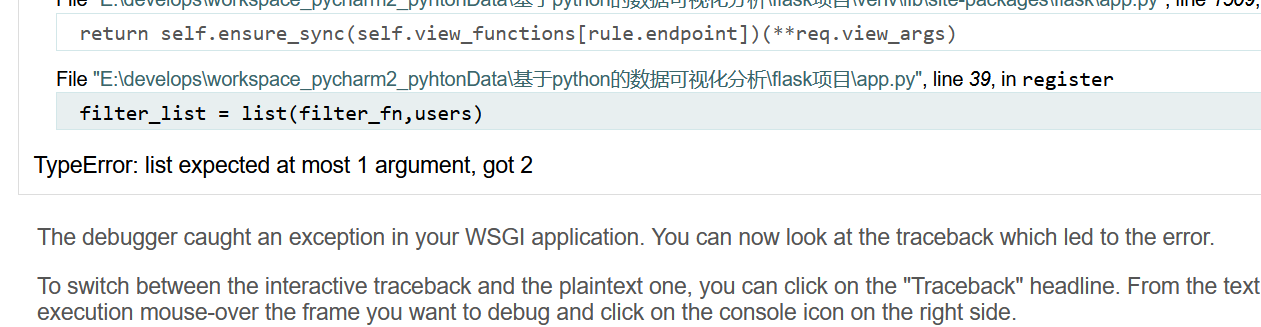 File "E:\develops\workspace_pycharm2_pyhtonData\基于python的数据可视化分析\flask项目\venv\lib\site-packages\flask\app.py", line 1509,
return self.ensure_sync(self.view_functions[rule.endpoint])(**req.view_args)
File "E:\develops\workspace_pycharm2_pyhtonData\基于python的数据可视化分析\flask项目\app.py", line 39, in register
filter_list = list(filter_fn,users)
TypeError: list expected at most 1 argument, got 2
The debugger caught an exception in your WSGI application. You can now look at the traceback which led to the error.
To switch between the interactive traceback and the plaintext one, you can click on the "Traceback" headline. From the text
execution mouse-over the frame you want to debug and click on the console icon on the right side.